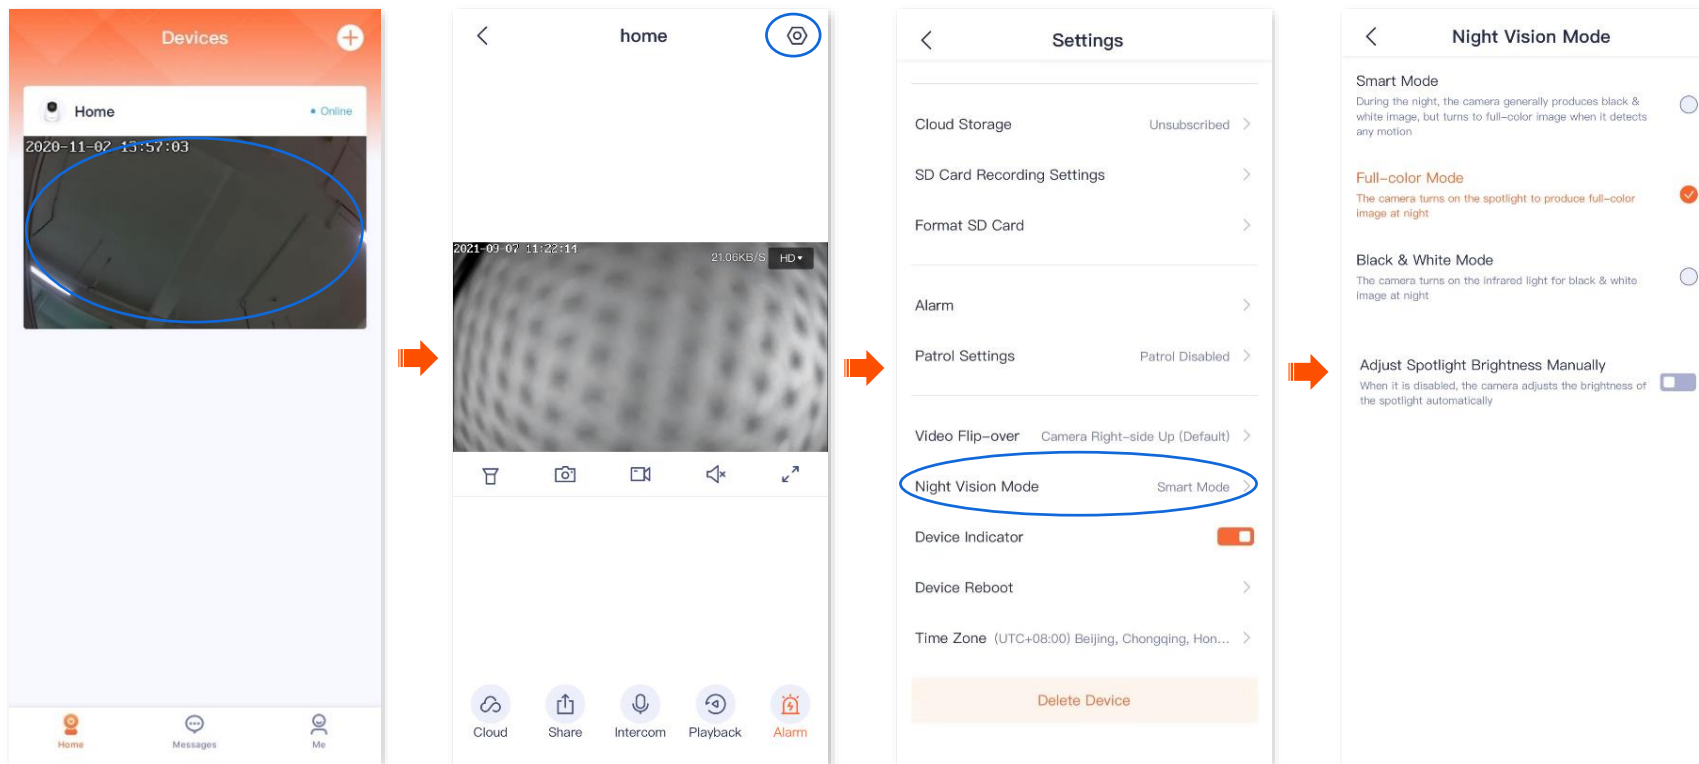 Devices
Home
Online
2020-11-02 13:57:03
Home
Messages
Me
home
2021-09-07 11:22:14
21.06KB/S
HD
Cloud
Share
Intercom
Playback
Alarm
Settings
Cloud Storage Unsubscribed
SD Card Recording Settings
Format SD Card
Alarm
Patrol Settings Patrol Disabled
Video Flip-over Camera Right-side Up (Default)
Night Vision Mode Smart Mode
Device Indicator
Device Reboot
Time Zone (UTC+08:00) Beijing, Chongqing, Hon...
Delete Device
Night Vision Mode
Smart Mode
During the night, the camera generally produces black &
white image, but turns to full-color image when it detects
any motion
Full-color Mode
The camera turns on the spotlight to produce full-color
image at night
Black & White Mode
The camera turns on the infrared light for black & white
image at night
Adjust Spotlight Brightness Manually
When it is disabled, the camera adjusts the brightness of
the spotlight automatically